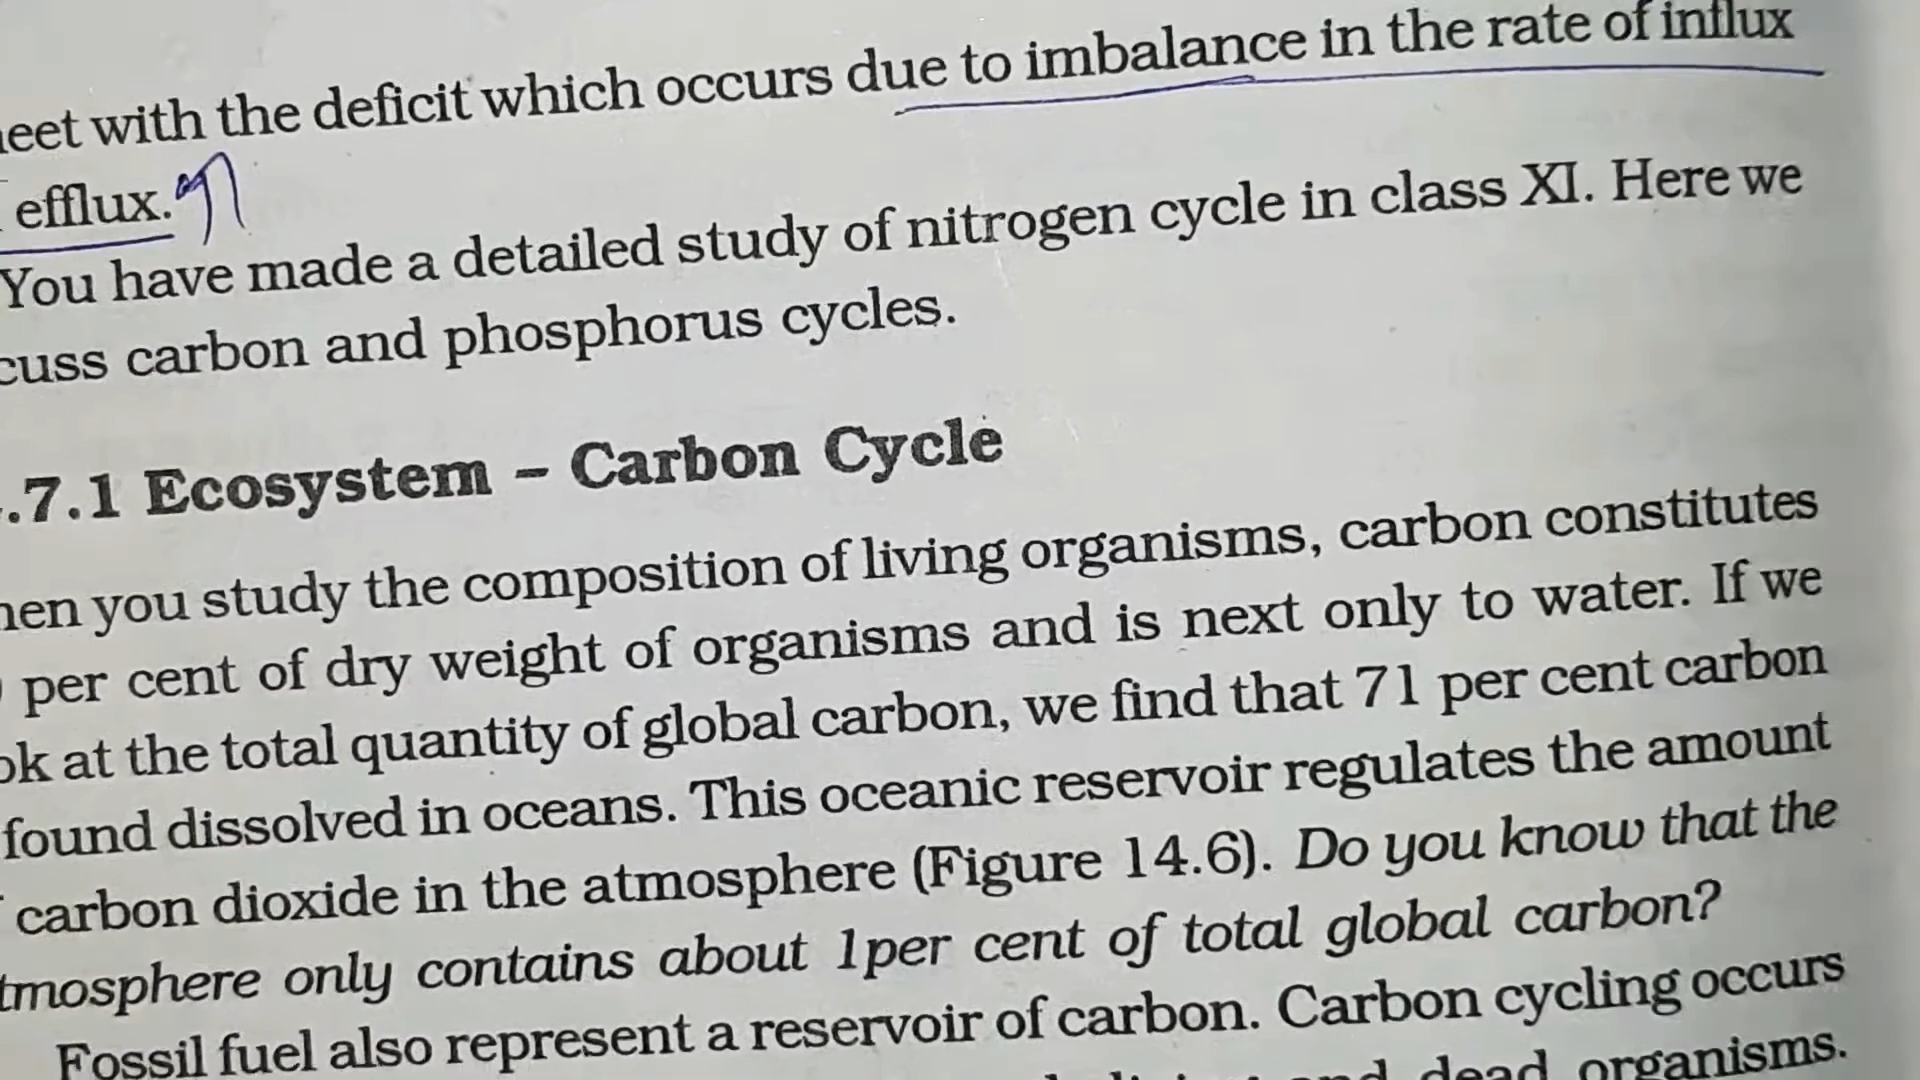 with the deficit which occurs due to imbalance in the rate of influx
efflux.
You have made a detailed study of nitrogen cycle in class XI. Here we
carbon and phosphorus cycles.
.7.1 Ecosystem – Carbon Cycle
you study the composition of living organisms, carbon constitutes
per cent of dry weight of organisms and is next only to water. If we
at the total quantity of global carbon, we find that 71 per cent carbon
found dissolved in oceans. This oceanic reservoir regulates the amount
carbon dioxide in the atmosphere (Figure 14.6). Do you know that the
only contains about 1per cent of total global carbon?
Fossil fuel also represent a reservoir of carbon. Carbon cycling occurs
dead organisms.